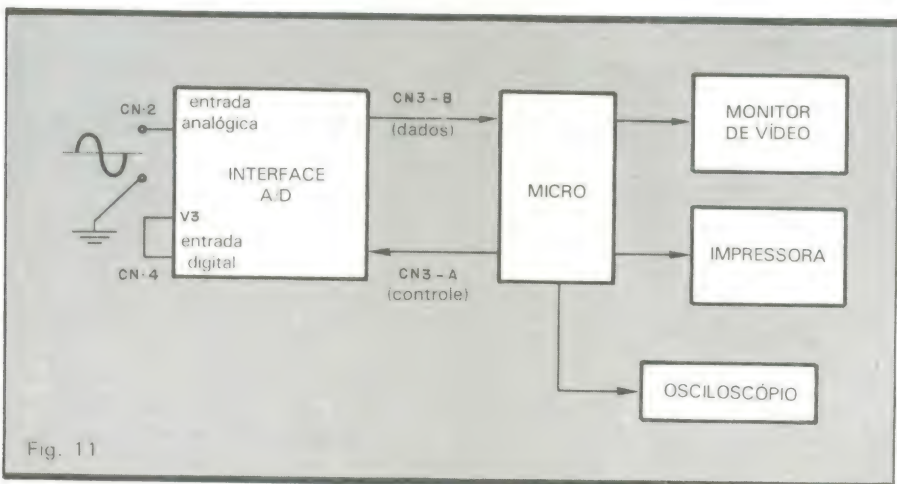 CN-2
entrada
analógica
INTERFACE
A/D
V3
entrada
digital
CN-4
CN3-B
(dados)
CN3-A
(controle)
MICRO
MONITOR
DE VÍDEO
IMPRESSORA
OSCILOSCÓPIO
Fig. 11